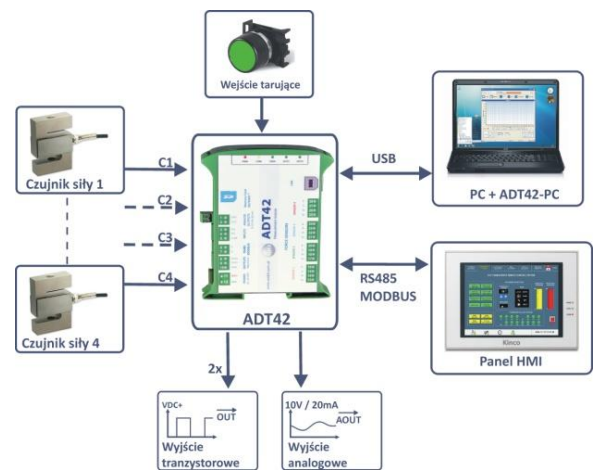 Wejście tarujące
Czujnik siły 1
C1
C2
C3
C4
Czujnik siły 4
ADT42
ADT42
USB
PC + ADT42-PC
RS485
MODBUS
Kinco
Panel HMI
2x
VDC+
OUT
Wyjście
tranzystorowe
10V / 20mA
AOUT
Wyjście
analogowe